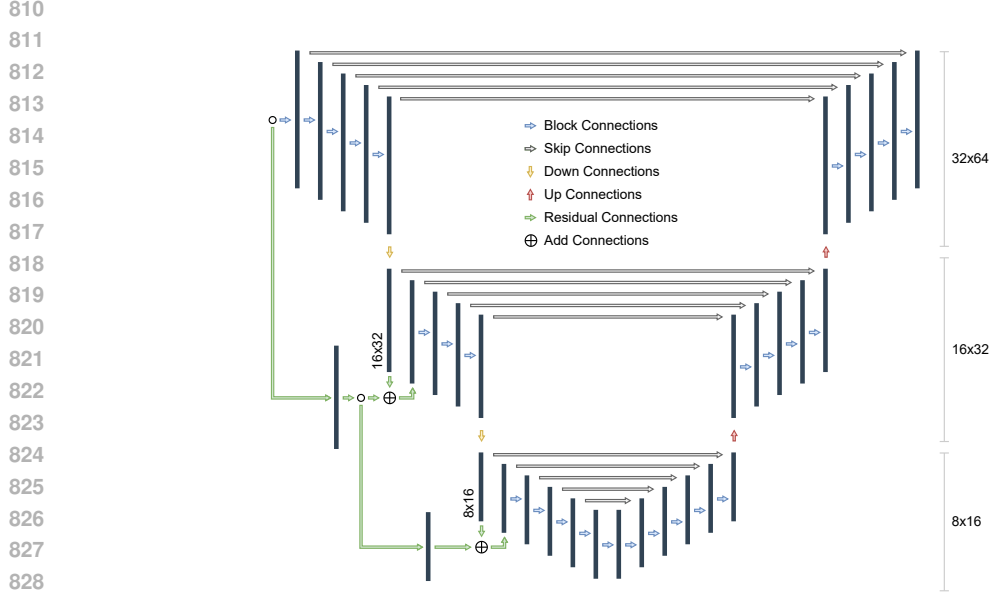 810
811
812
813
814
815
816
817
818
819
820
821
822
823
824
825
826
827
828
Block Connections
Skip Connections
Down Connections
Up Connections
Residual Connections
Add Connections
32x64
16x32
16x32
8x16
8x16